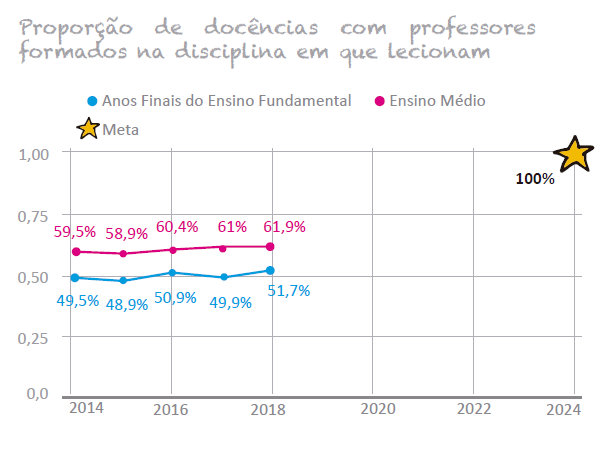 Proporção de docências com professores
formados na disciplina em que lecionam
Anos Finais do Ensino Fundamental Ensino Médio
Meta
1,00
100%
0,75
59,5% 58,9% 60,4% 61% 61,9%
0,50
49,5% 48,9% 50,9% 49,9% 51,7%
0,25
0,0
2014 2016 2018 2020 2022 2024